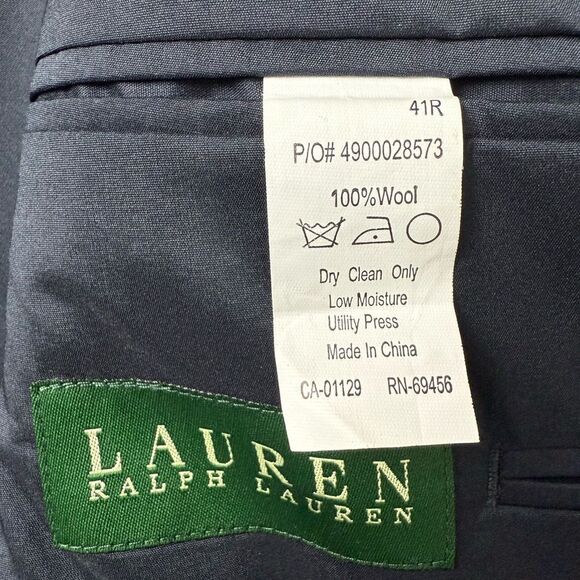 41R
P/O# 4900028573
100%Wool
Dry Clean Only
Low Moisture
Utility Press
Made In China
CA-01129 RN-69456
LAUREN
RALPH LAUREN